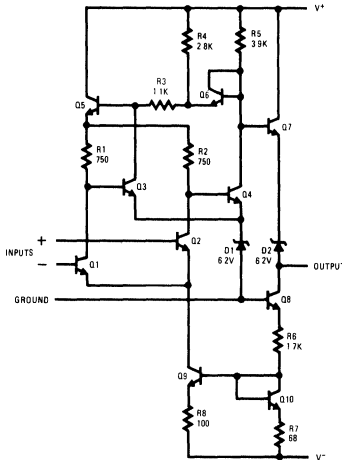 V+
R4
2 8K
R5
3 9K
R3
1 1K
Q6
Q5
Q7
R1
750
R2
750
Q3
Q4
+
INPUTS
−
Q2
Q1
D1
6 2V
D2
6 2V
OUTPUT
GROUND
Q8
R6
1 7K
Q9
Q10
R8
100
R7
68
V−